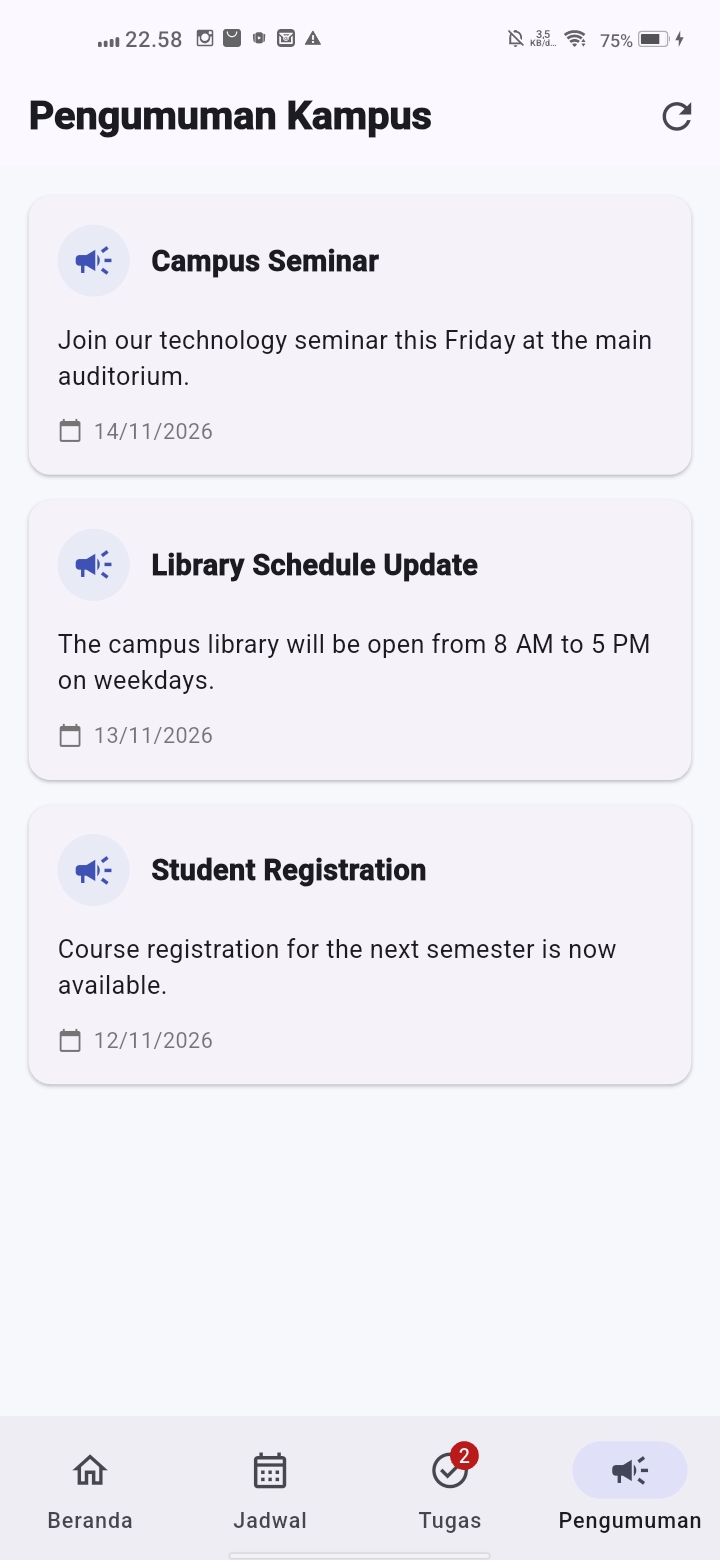 22.58
3,5
KB/d...
75%
Pengumuman Kampus
Campus Seminar
Join our technology seminar this Friday at the main
auditorium.
14/11/2026
Library Schedule Update
The campus library will be open from 8 AM to 5 PM
on weekdays.
13/11/2026
Student Registration
Course registration for the next semester is now
available.
12/11/2026
2
Beranda
Jadwal
Tugas
Pengumuman